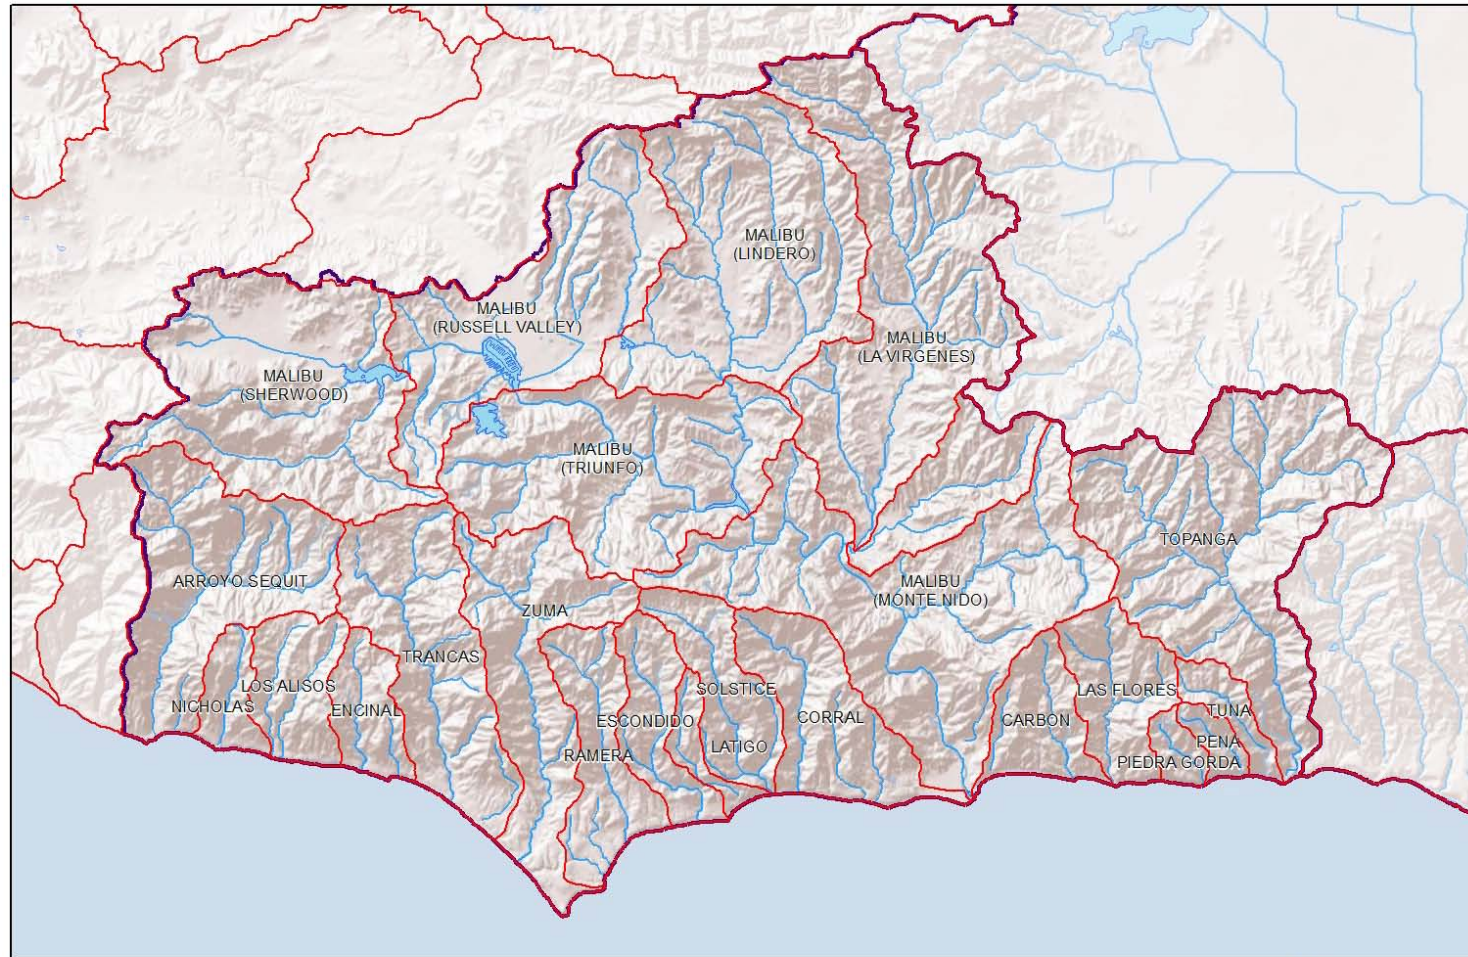 MALIBU
(LINDERO)
MALIBU
(RUSSELL VALLEY)
MALIBU
(LA VIRGENES)
MALIBU
(SHERWOOD)
MALIBU
(TRIUNFO)
TOPANGA
ARROYO SEQUIT
MALIBU
(MONTE NIDO)
ZUMA
TRANCAS
LOS ALISOS
SOLSTICE
LAS FLORES
NICHOLAS
ENCINAL
TUNA
CORRAL
ESCONDIDO
CARBON
PENA
LATIGO
RAMERA
PIEDRA GORDA